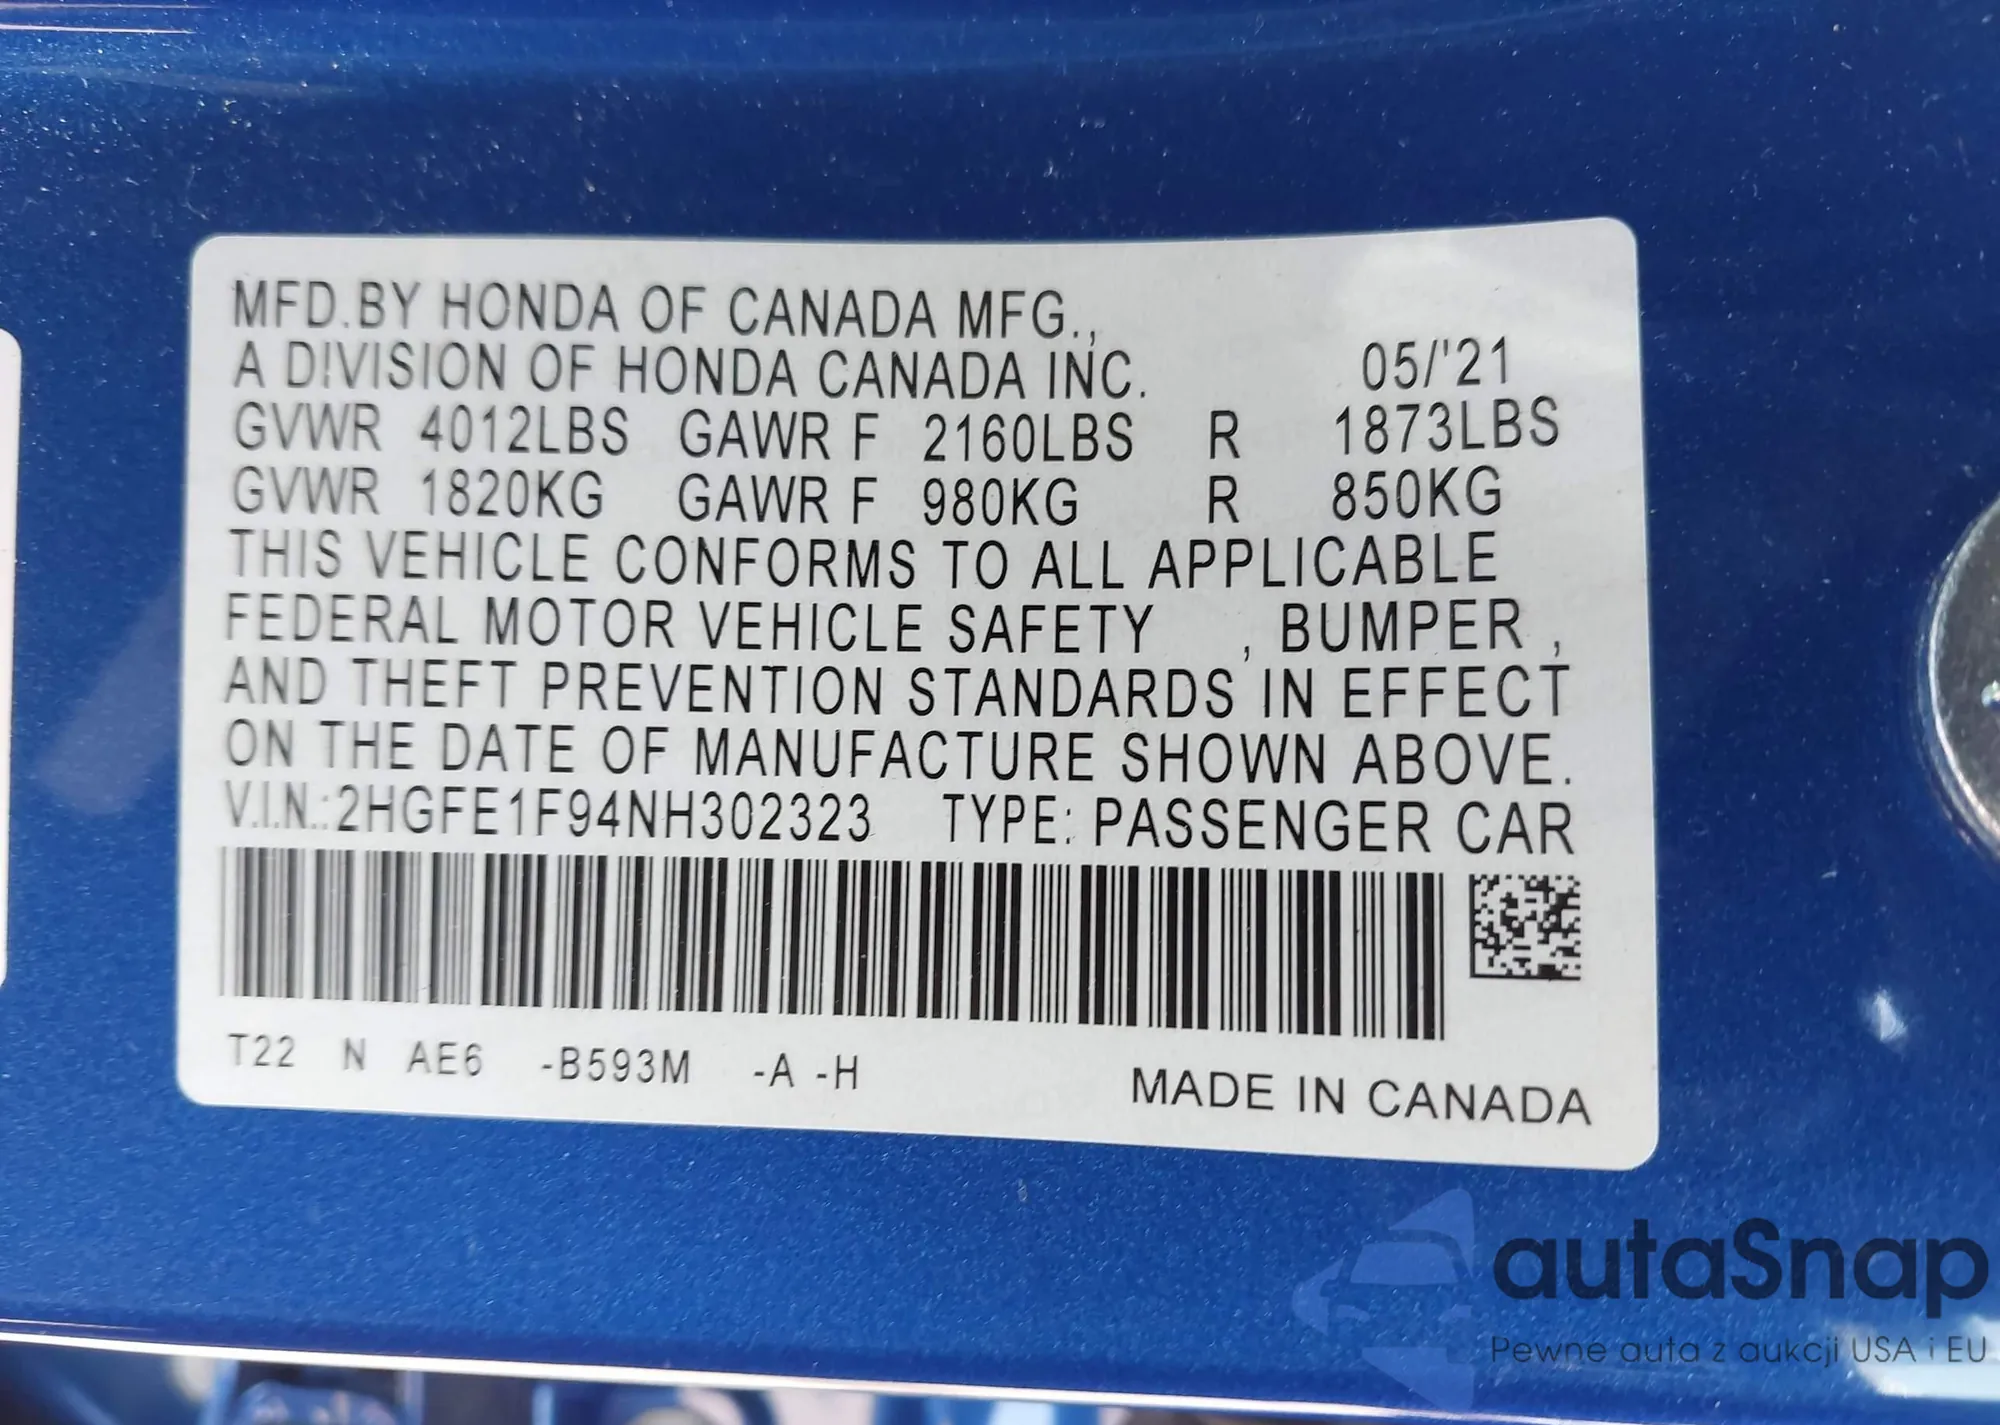 MFD.BY HONDA OF CANADA MFG.,
A DIVISION OF HONDA CANADA INC. 05/'21
GVWR 4012LBS GAWR F 2160LBS R 1873LBS
GVWR 1820KG GAWR F 980KG R 850KG
THIS VEHICLE CONFORMS TO ALL APPLICABLE
FEDERAL MOTOR VEHICLE SAFETY , BUMPER ,
AND THEFT PREVENTION STANDARDS IN EFFECT
ON THE DATE OF MANUFACTURE SHOWN ABOVE.
V.I.N.:2HGFE1F94NH302323 TYPE: PASSENGER CAR
T22 N AE6 -B593M -A -H
MADE IN CANADA
autaSnap
Pewne auta z aukcji USA i EU